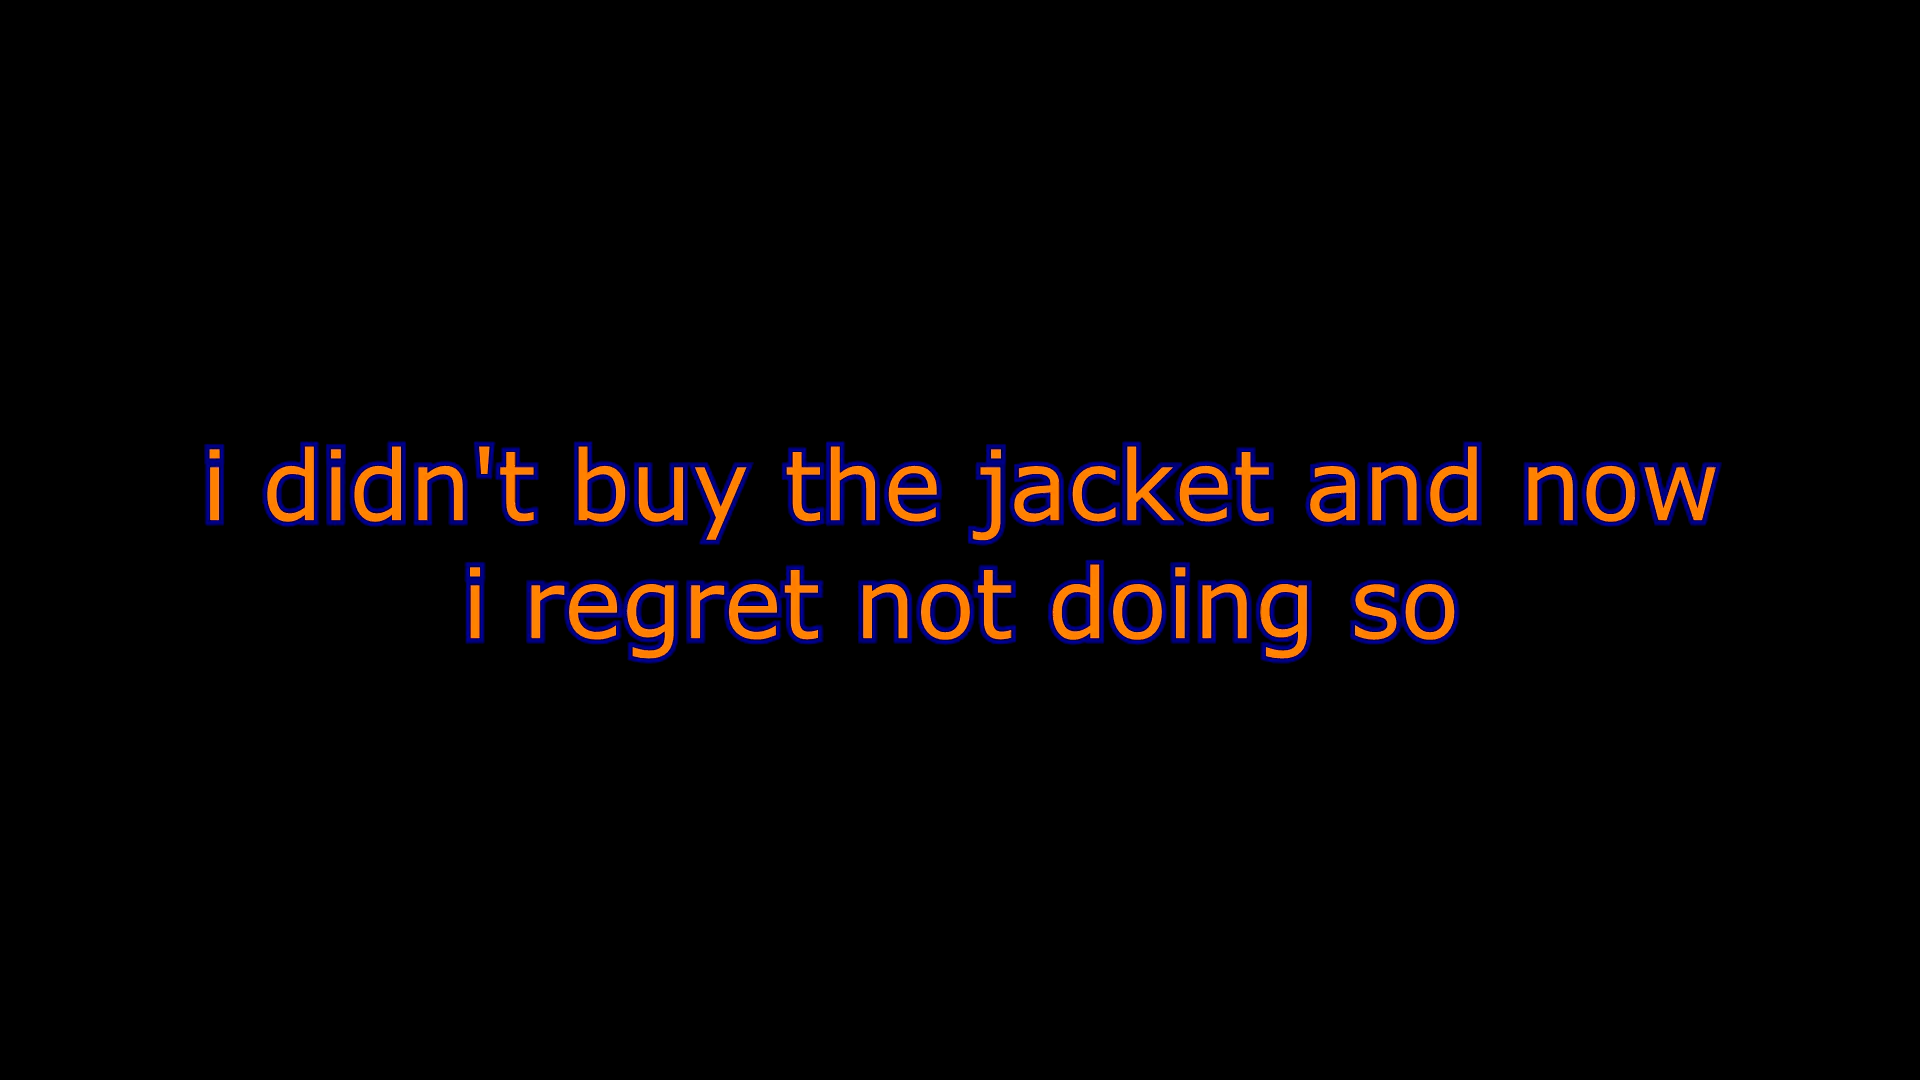 i didn't buy the jacket and now
i regret not doing so